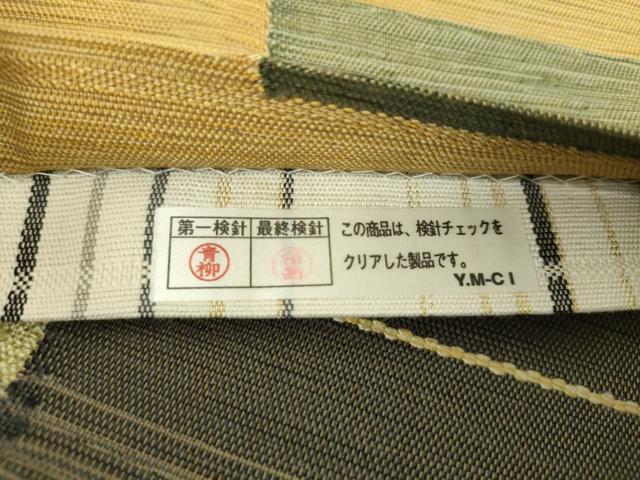 第一検針 最終検針
青柳
この商品は、検針チェックを
クリアした製品です。
Y.M-C I